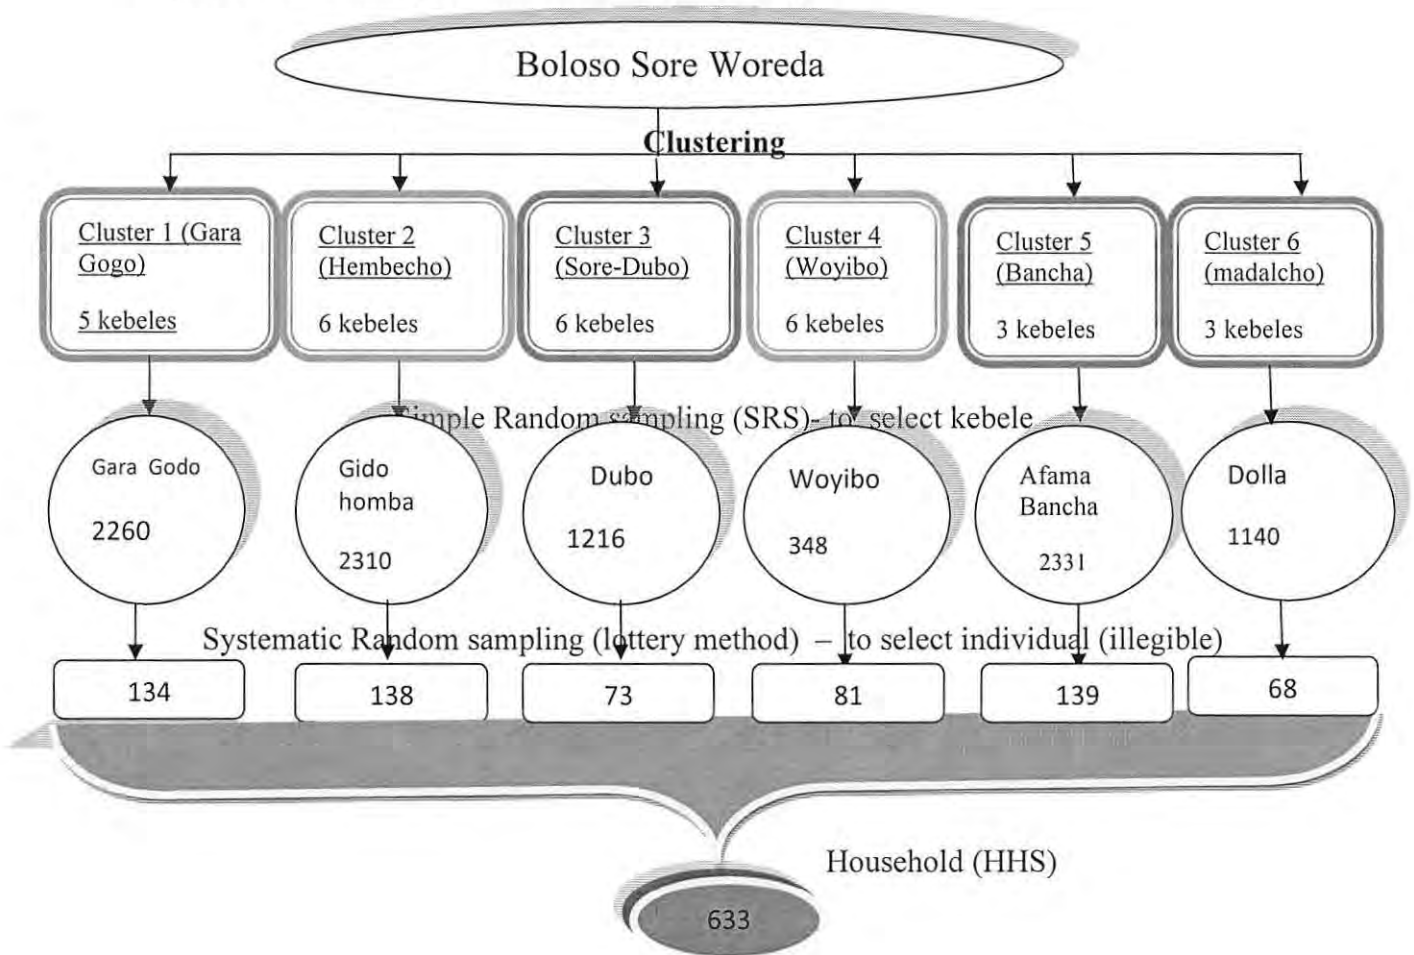 Boloso Sore Woreda
Clustering
Cluster 1 (Gara
Gogo)
5 kebeles
Cluster 2
(Hembecho)
6 kebeles
Cluster 3
(Sore-Dubo)
6 kebeles
Cluster 4
(Woyibo)
6 kebeles
Cluster 5
(Bancha)
3 kebeles
Cluster 6
(madalcho)
3 kebeles
Simple Random sampling (SRS)- to select kebele
Gara Godo
2260
Gido
homba
2310
Dubo
1216
Woyibo
348
Afama
Bancha
2331
Dolla
1140
Systematic Random sampling (lottery method) – to select individual (illegible)
134
138
73
81
139
68
Household (HHS)
633